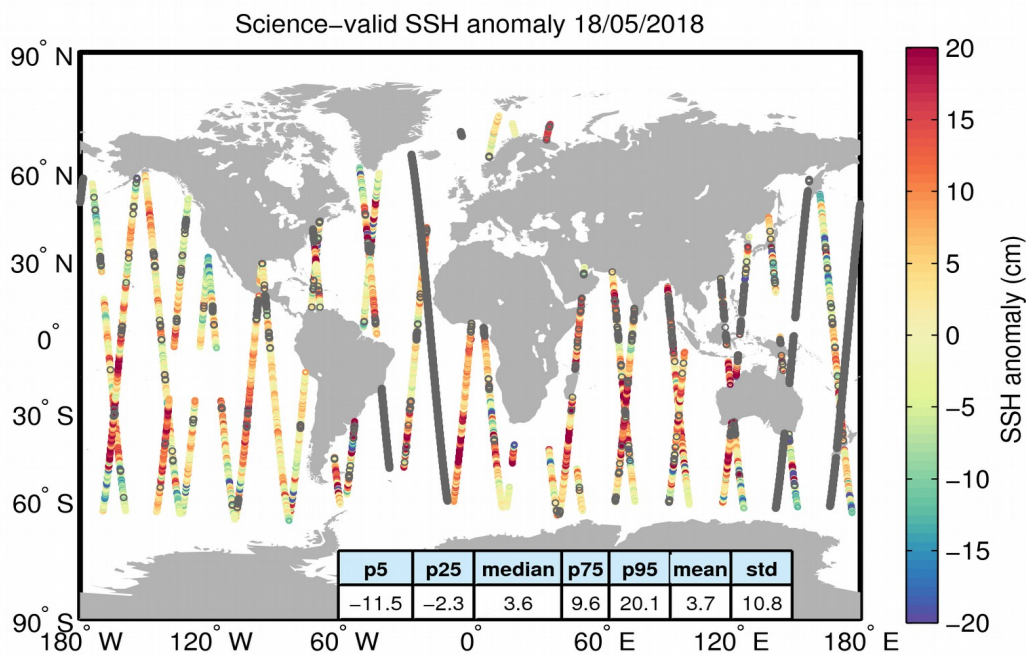 Science−valid SSH anomaly 18/05/2018
90° N
60° N
30° N
0°
30° S
60° S
90° S
180° W
120° W
60° W
0°
60° E
120° E
180° E
p5 p25 median p75 p95 mean std
−11.5 −2.3 3.6 9.6 20.1 3.7 10.8
20
15
10
5
0
−5
−10
−15
−20
SSH anomaly (cm)